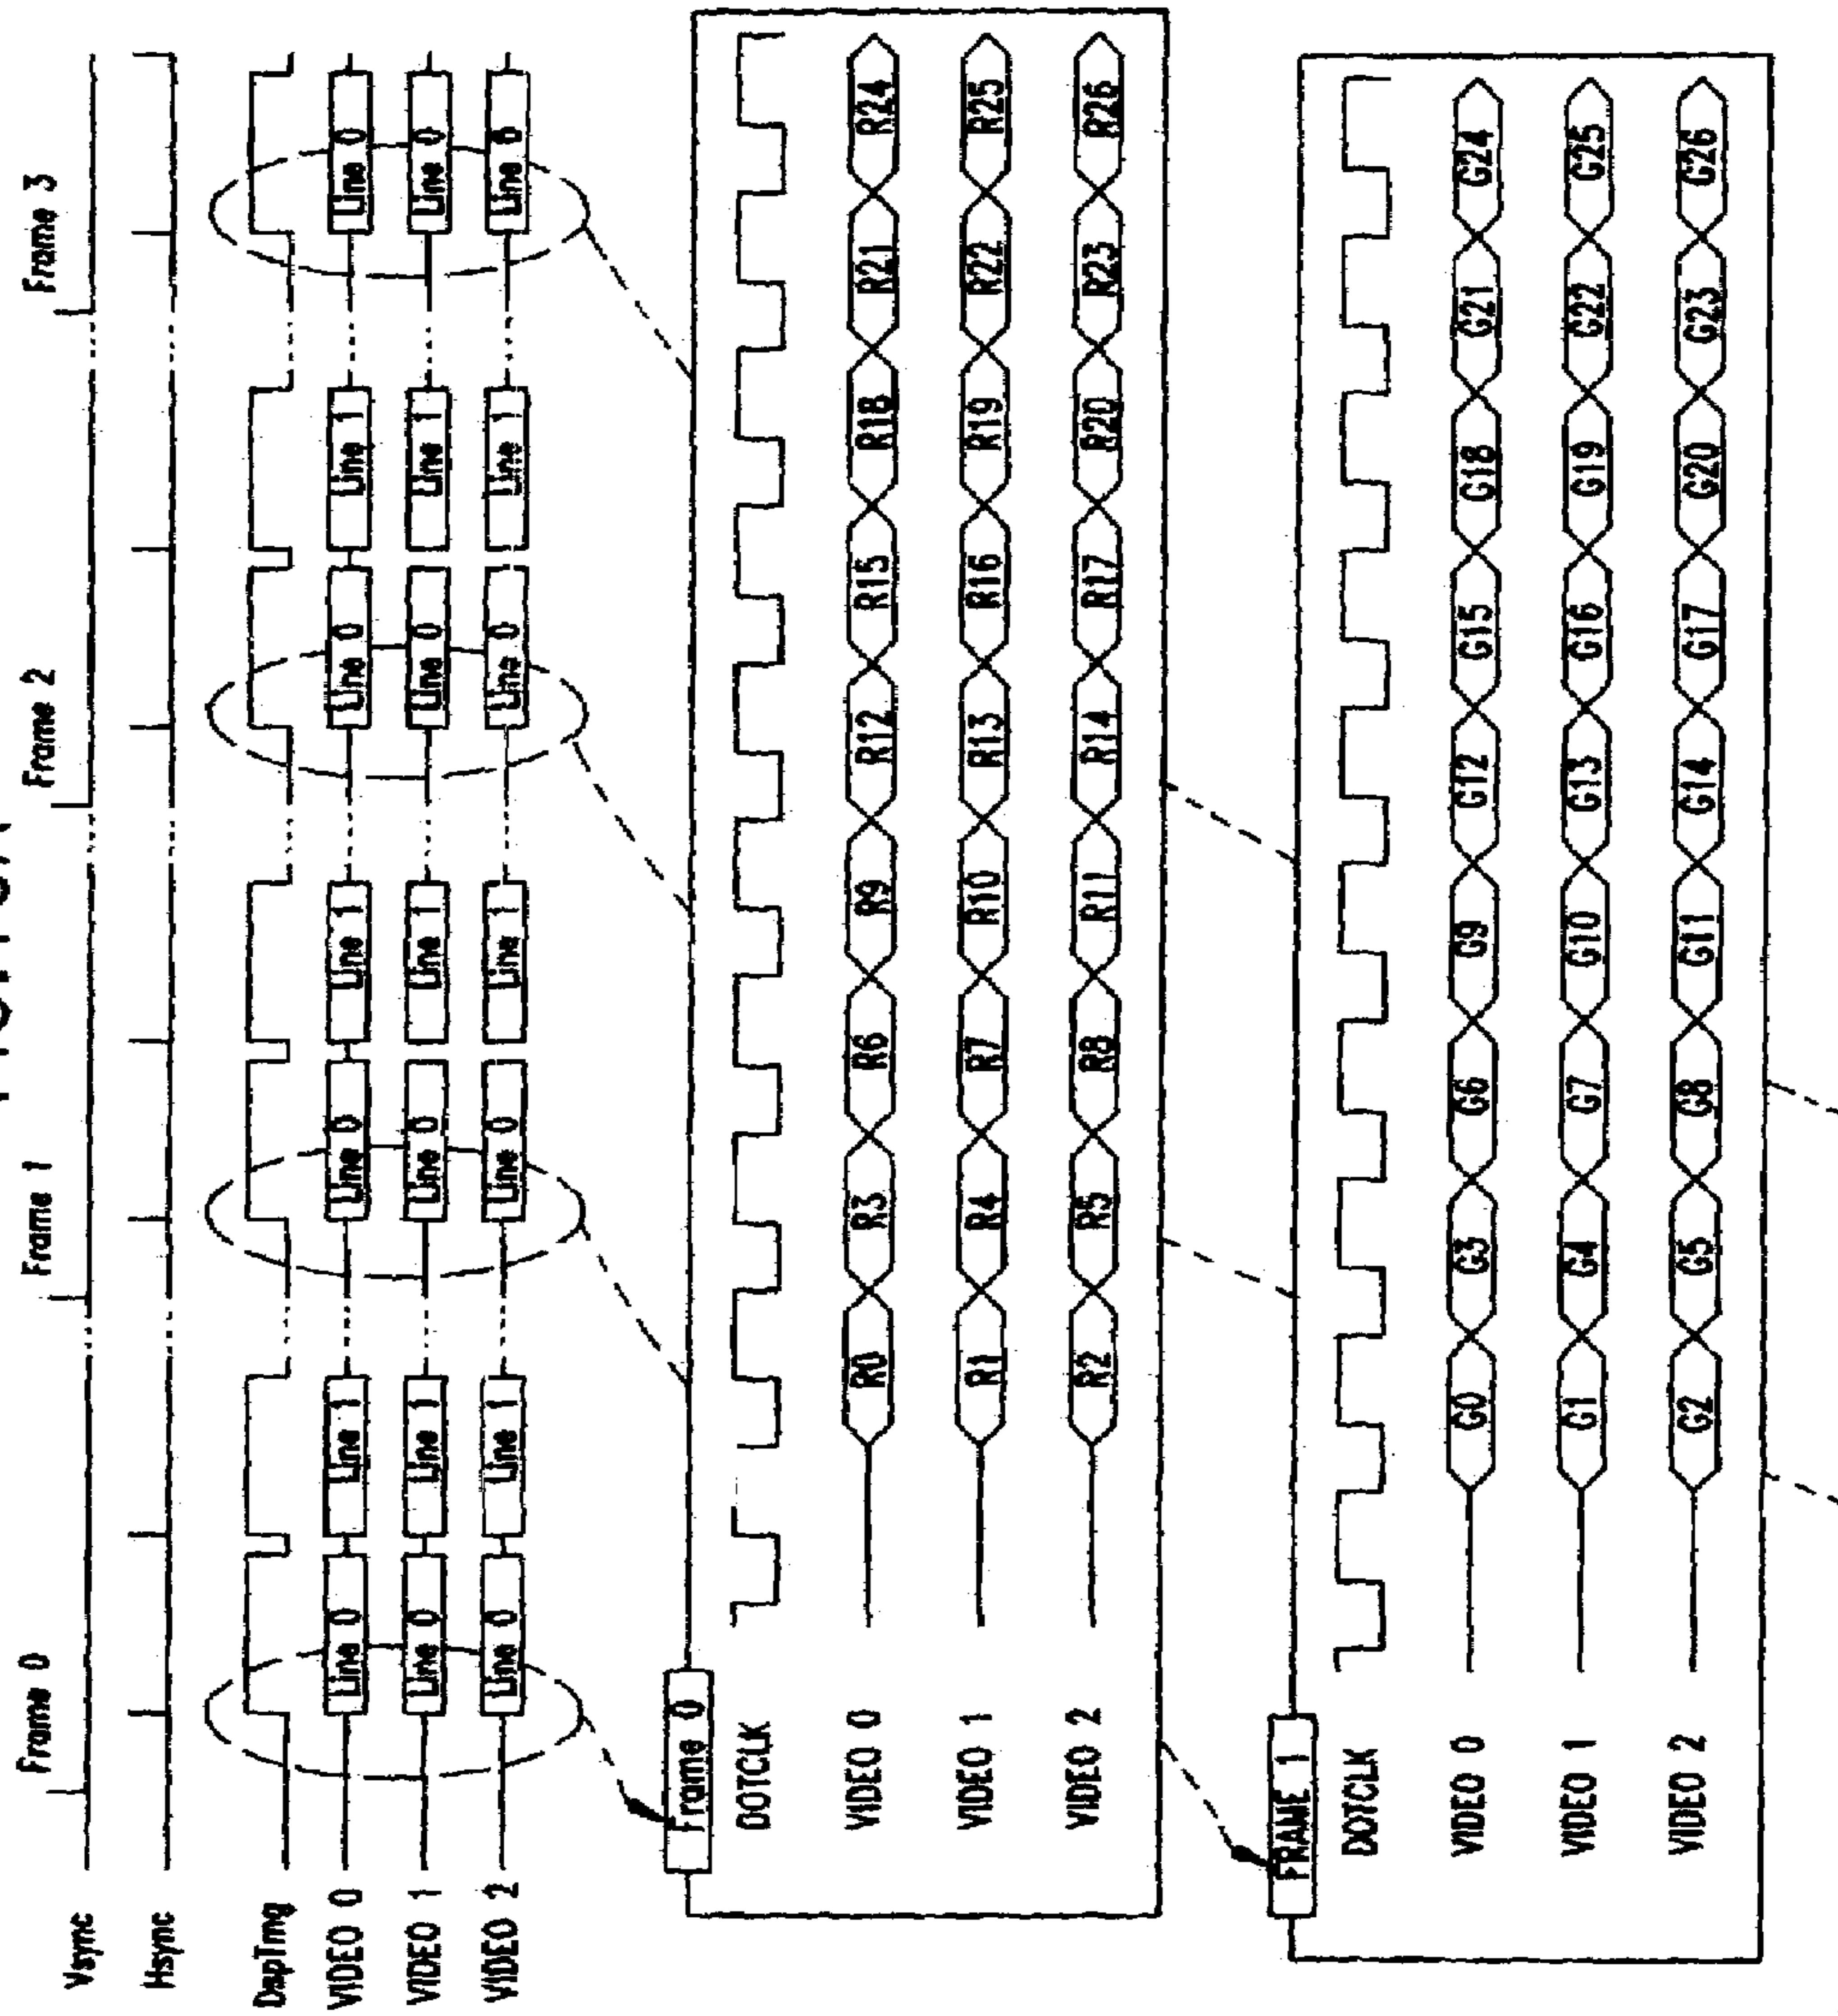 Frame 0 Frame 1 Frame 2 Frame 3
Vsync
Hsync
DspTmg
VIDEO 0 Line 0 Line 1 Line 0 Line 1 Line 0 Line 1 Line 0
VIDEO 1 Line 0 Line 1 Line 0 Line 1 Line 0 Line 1 Line 0
VIDEO 2 Line 0 Line 1 Line 0 Line 1 Line 0 Line 1 Line 0
Frame 0
DOTCLK
VIDEO 0 R0 R3 R6 R9 R12 R15 R18 R21 R24
VIDEO 1 R1 R4 R7 R10 R13 R16 R19 R22 R25
VIDEO 2 R2 R5 R8 R11 R14 R17 R20 R23 R26
FRAME 1
DOTCLK
VIDEO 0 G0 G3 G6 G9 G12 G15 G18 G21 G24
VIDEO 1 G1 G4 G7 G10 G13 G16 G19 G22 G25
VIDEO 2 G2 G5 G8 G11 G14 G17 G20 G23 G26